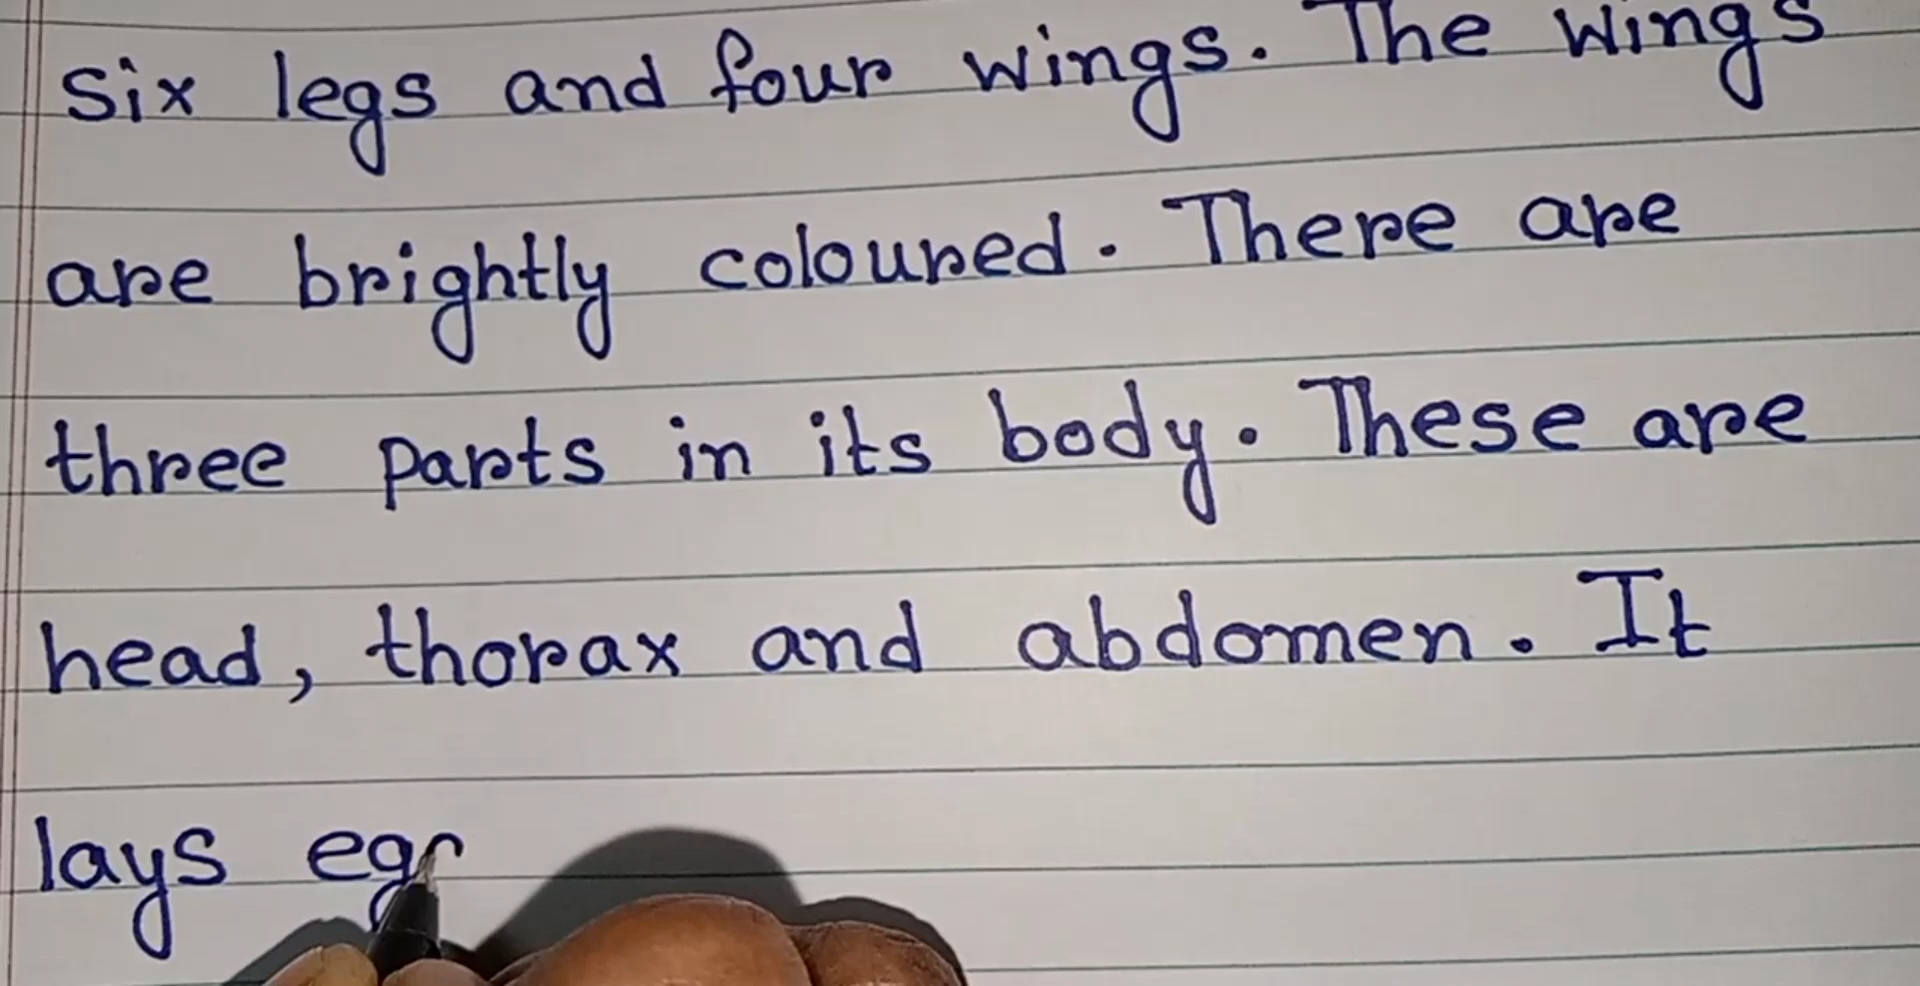 six legs and four wings. The wings
are brightly coloured. There are
three parts in its body. These are
head, thorax and abdomen. It
lays eg